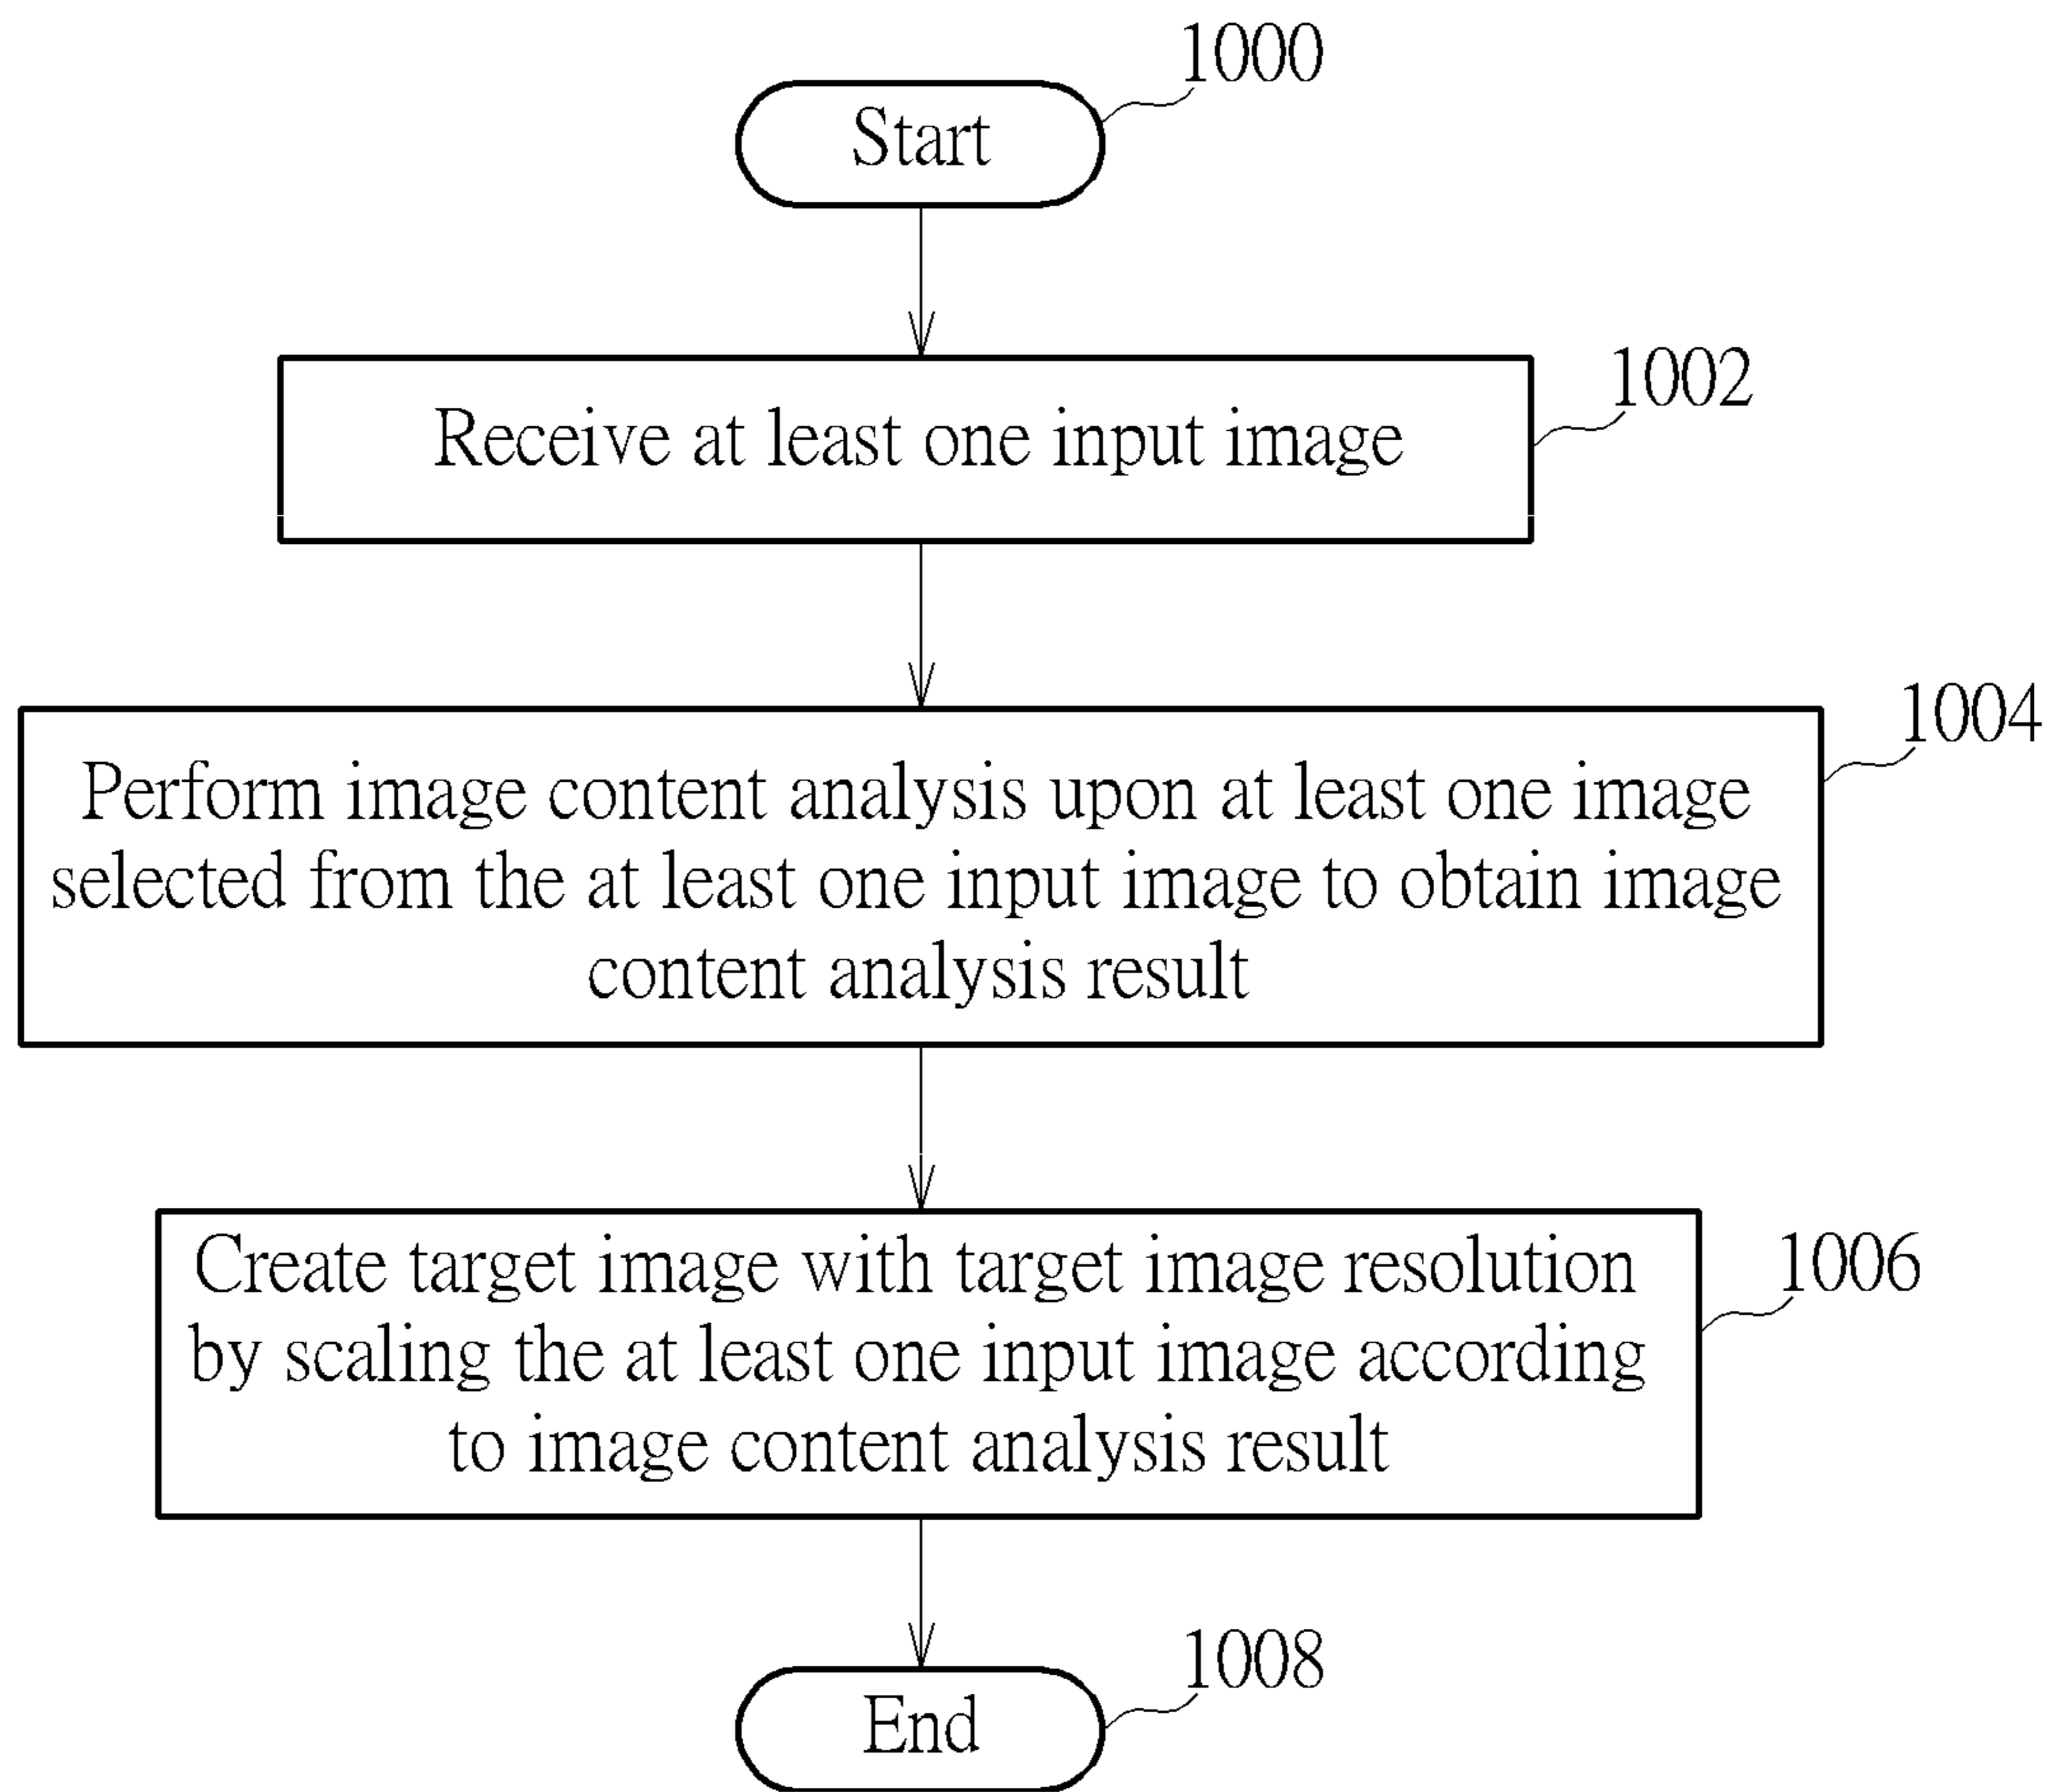 1000
Start
1002
Receive at least one input image
1004
Perform image content analysis upon at least one image
selected from the at least one input image to obtain image
content analysis result
1006
Create target image with target image resolution
by scaling the at least one input image according
to image content analysis result
1008
End